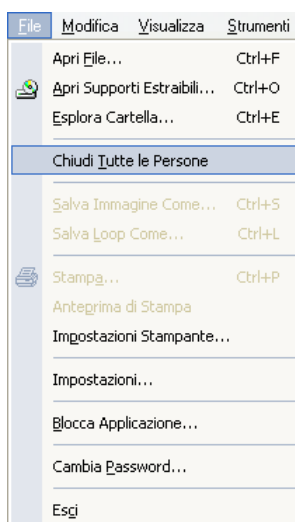 File Modifica Visualizza Strumenti
Apri File... Ctrl+F
Apri Supporti Estraibili... Ctrl+O
Esplora Cartella... Ctrl+E
Chiudi Tutte le Persone
Salva Immagine Come... Ctrl+S
Salva Loop Come... Ctrl+L
Stampa... Ctrl+P
Anteprima di Stampa
Impostazioni Stampante...
Impostazioni...
Blocca Applicazione...
Cambia Password...
Esci